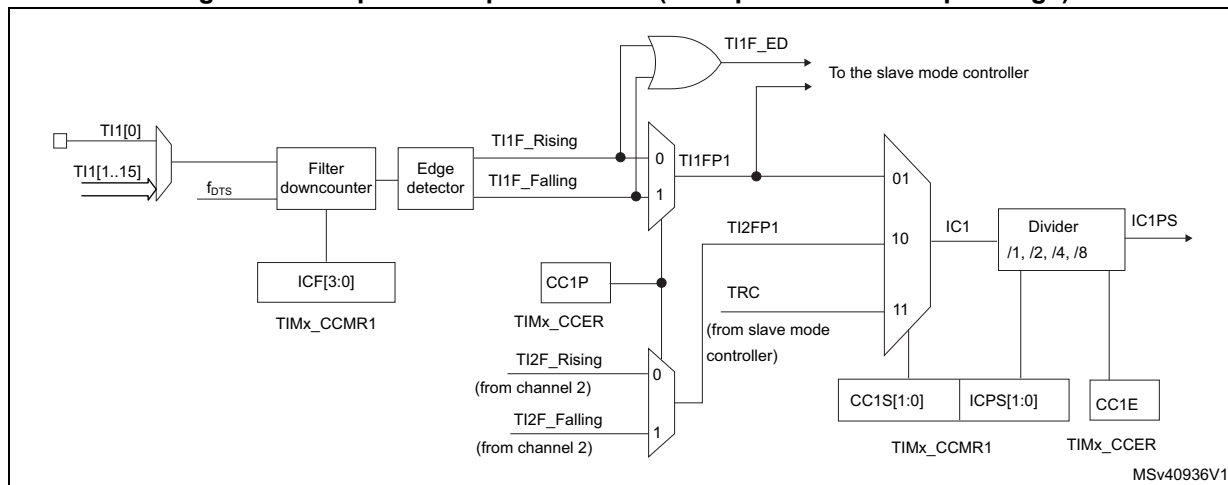 TI1F_ED
To the slave mode controller
TI1[0]
TI1[1..15]
fDTS
Filter
downcounter
Edge
detector
TI1F_Rising
TI1F_Falling
0
1
TI1FP1
01
TI2FP1
10
IC1
Divider
/1, /2, /4, /8
IC1PS
ICF[3:0]
TIMx_CCMR1
CC1P
TIMx_CCER
TRC
11
(from slave mode
controller)
TI2F_Rising
(from channel 2)
0
TI2F_Falling
(from channel 2)
1
CC1S[1:0]
ICPS[1:0]
CC1E
TIMx_CCMR1
TIMx_CCER
MSv40936V1